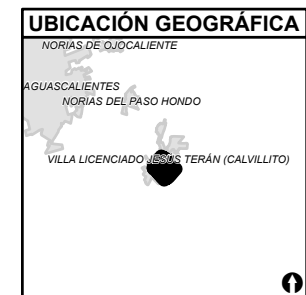 UBICACIÓN GEOGRÁFICA
NORIAS DE OJOCALIENTE
AGUASCALIENTES
NORIAS DEL PASO HONDO
VILLA LICENCIADO JESÚS TERÁN (CALVILLITO)